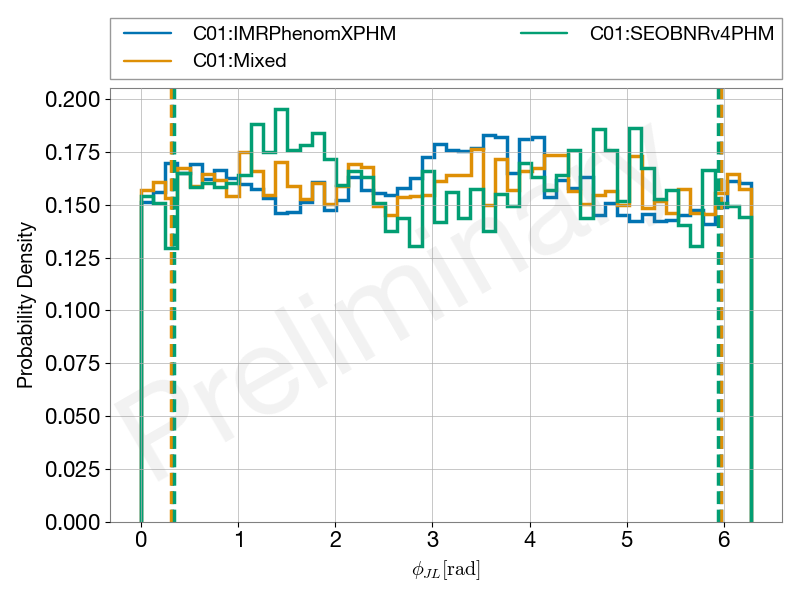 C01:IMRPhenomXPHM
C01:Mixed
C01:SEOBNRv4PHM
0.200
0.175
0.150
0.125
0.100
0.075
0.050
0.025
0.000
Probability Density
Preliminary
0 1 2 3 4 5 6
ϕ_JL [rad]